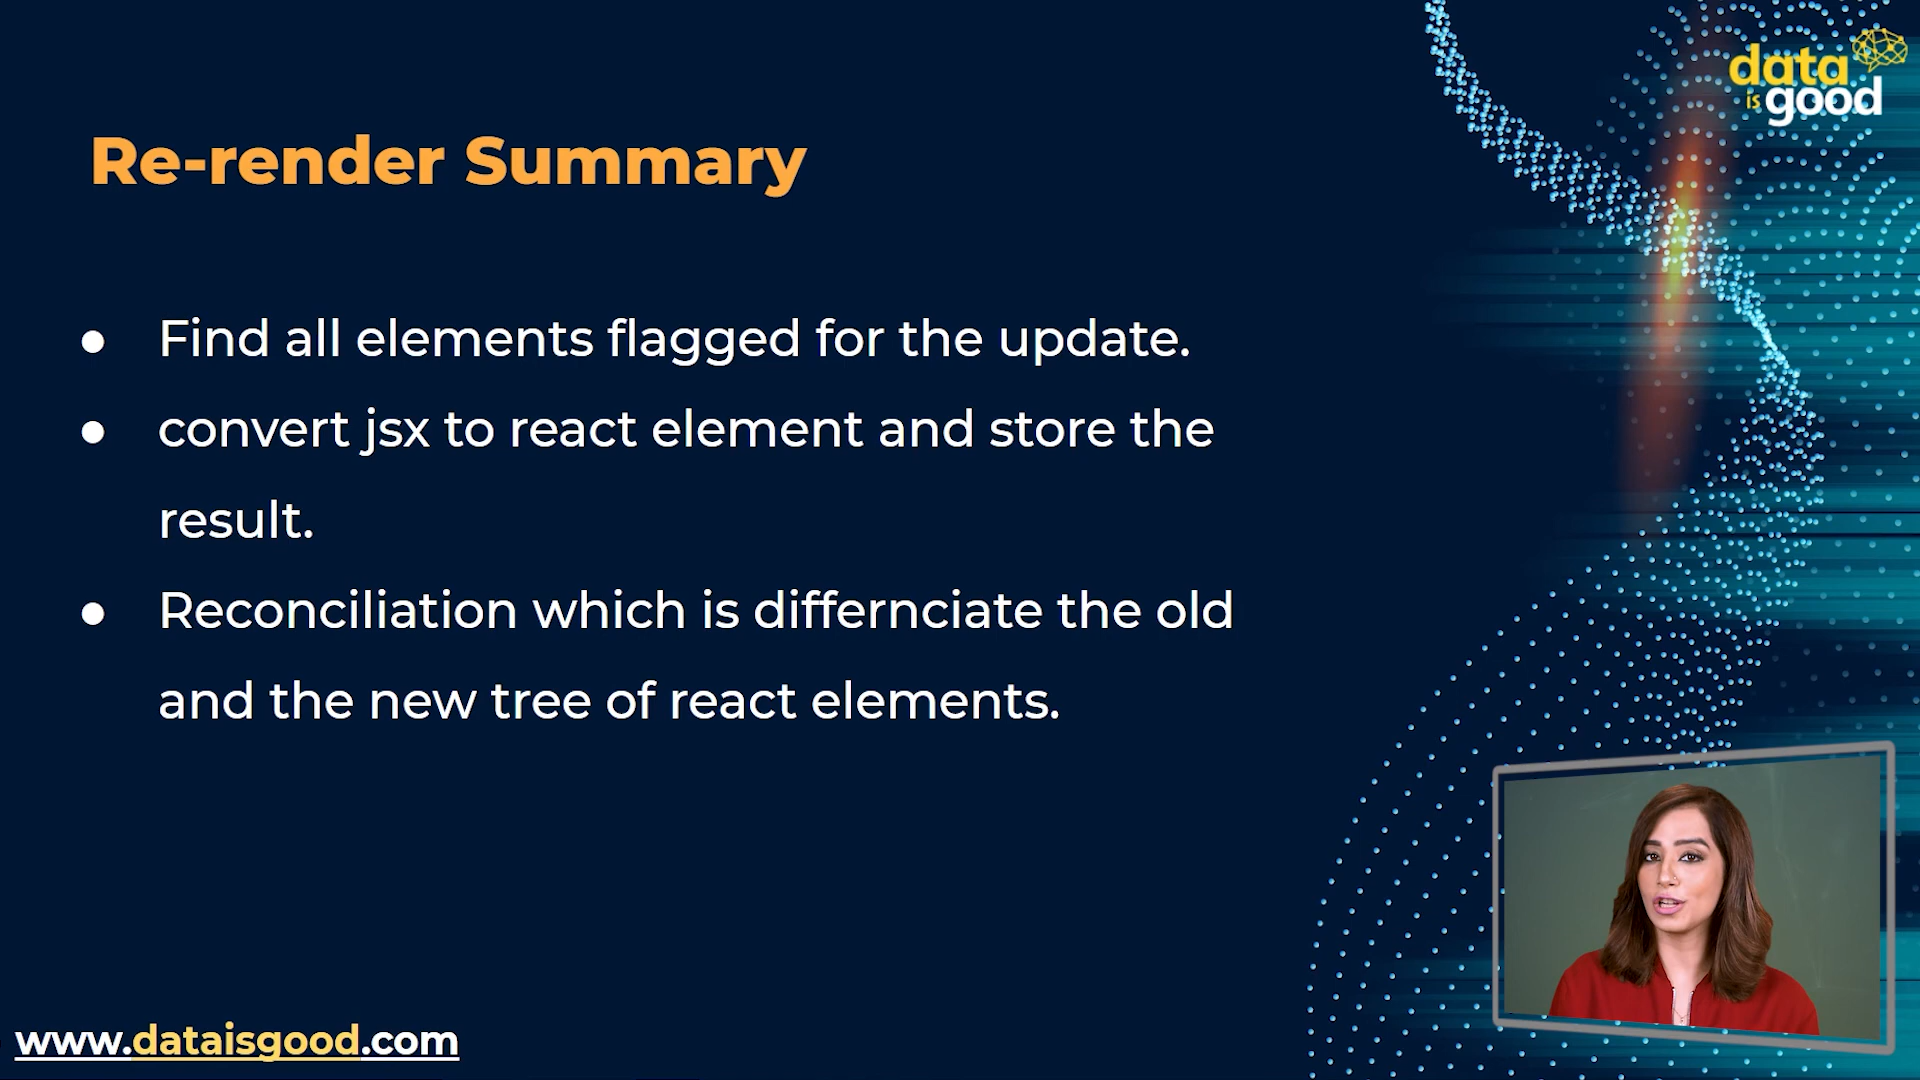 data
is good
Re-render Summary
● Find all elements flagged for the update.
● convert jsx to react element and store the
result.
● Reconciliation which is differnciate the old
and the new tree of react elements.
www.dataisgood.com